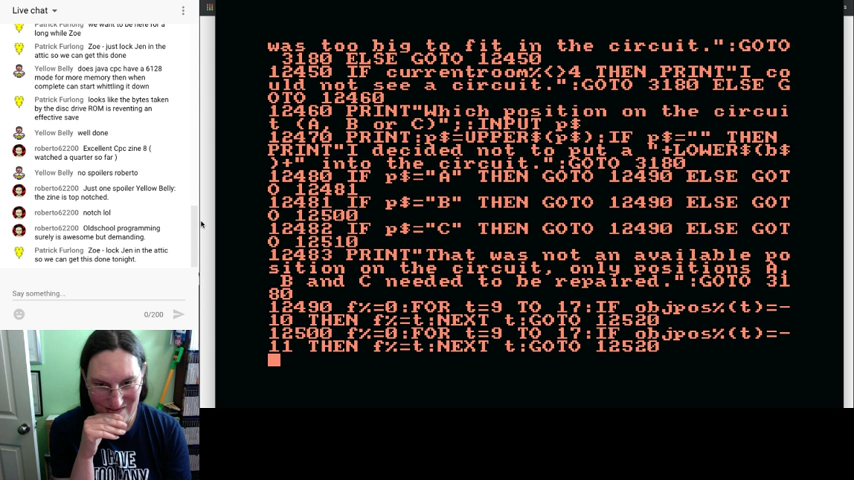 Live chat
Patrick Furlong we want to be here for a
long while Zoe
Patrick Furlong Zoe - just lock Jen in the
attic so we can get this done
Yellow Belly does java cpc have a 6128
mode for more memory then when
complete can start whittling it down
Patrick Furlong looks like the bytes taken
by the disc drive ROM is reventing an
effective save
Yellow Belly well done
roberto62200 Excellent Cpc zine 8 (
watched a quarter so far )
Yellow Belly no spoilers roberto
roberto62200 Just one spoiler Yellow Belly:
the zine is top notched.
roberto62200 notch lol
roberto62200 Oldschool programming
surely is awesome but demanding.
Patrick Furlong Zoe - lock Jen in the attic
so we can get this done tonight.
Say something...
0/200
was too big to fit in the circuit.":GOTO
3180 ELSE GOTO 12450
12450 IF currentroom%<>4 THEN PRINT"I co
uld not see a circuit.":GOTO 3180 ELSE G
OTO 12460
12460 PRINT"Which position on the circui
t (A, B or C)";:INPUT p$
12470 PRINT:p$=UPPER$(p$):IF p$="" THEN
PRINT"I decided not to put a "+LOWER$(b$
)+" into the circuit.":GOTO 3180
12480 IF p$="A" THEN GOTO 12490 ELSE GOT
O 12481
12481 IF p$="B" THEN GOTO 12490 ELSE GOT
O 12500
12482 IF p$="C" THEN GOTO 12490 ELSE GOT
O 12510
12483 PRINT"That was not an available po
sition on the circuit, only positions A,
B and C needed to be repaired.":GOTO 31
80
12490 f%=0:FOR t=9 TO 17:IF objpos%(t)=-
10 THEN f%=t:NEXT t:GOTO 12520
12500 f%=0:FOR t=9 TO 17:IF objpos%(t)=-
11 THEN f%=t:NEXT t:GOTO 12520
I HAVE
TOO ANY